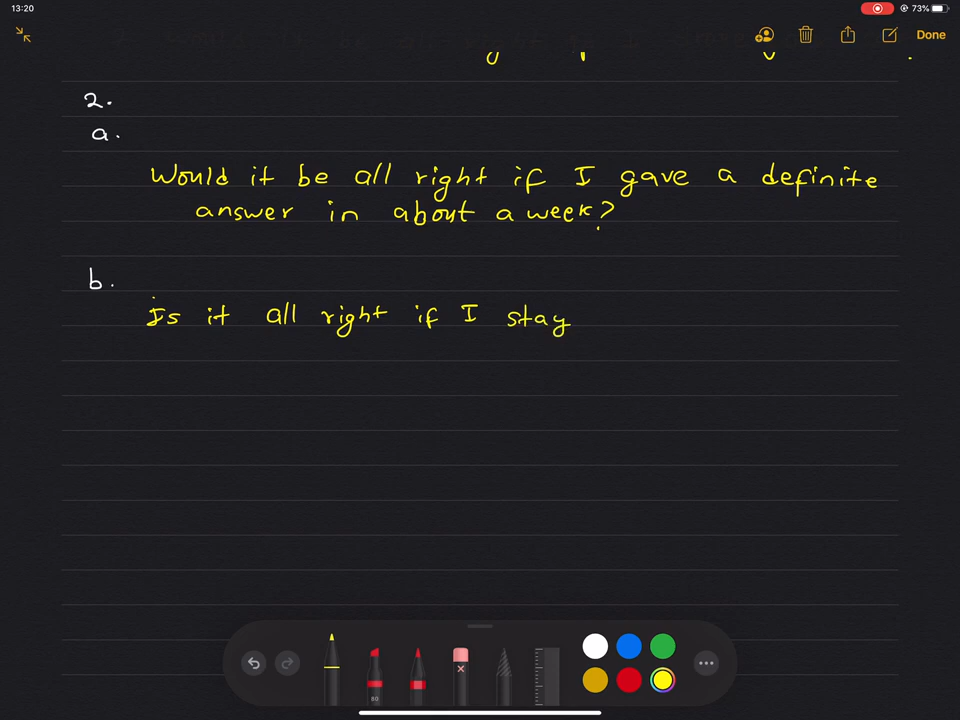 13:20
73%
Done
2.
a.
Would it be all right if I gave a definite
answer in about a week?
b.
Is it all right if I stay
80